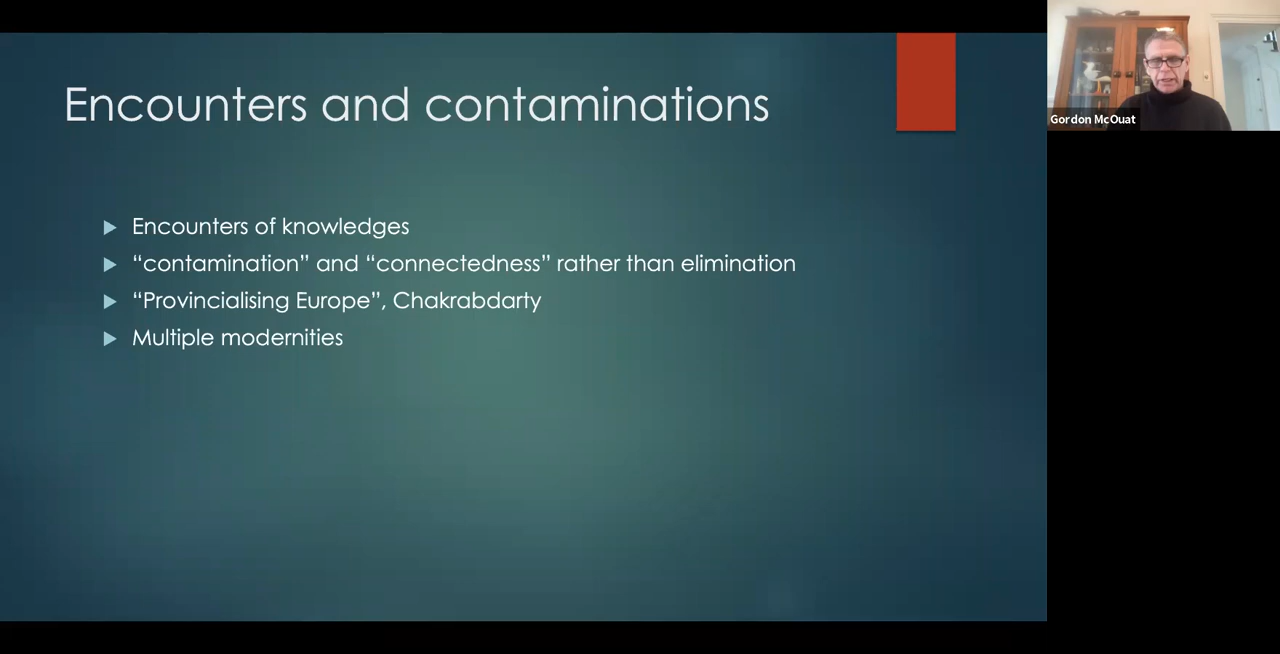 Encounters and contaminations
Encounters of knowledges
“contamination” and “connectedness” rather than elimination
“Provincialising Europe”, Chakrabdarty
Multiple modernities
Gordon McOuat